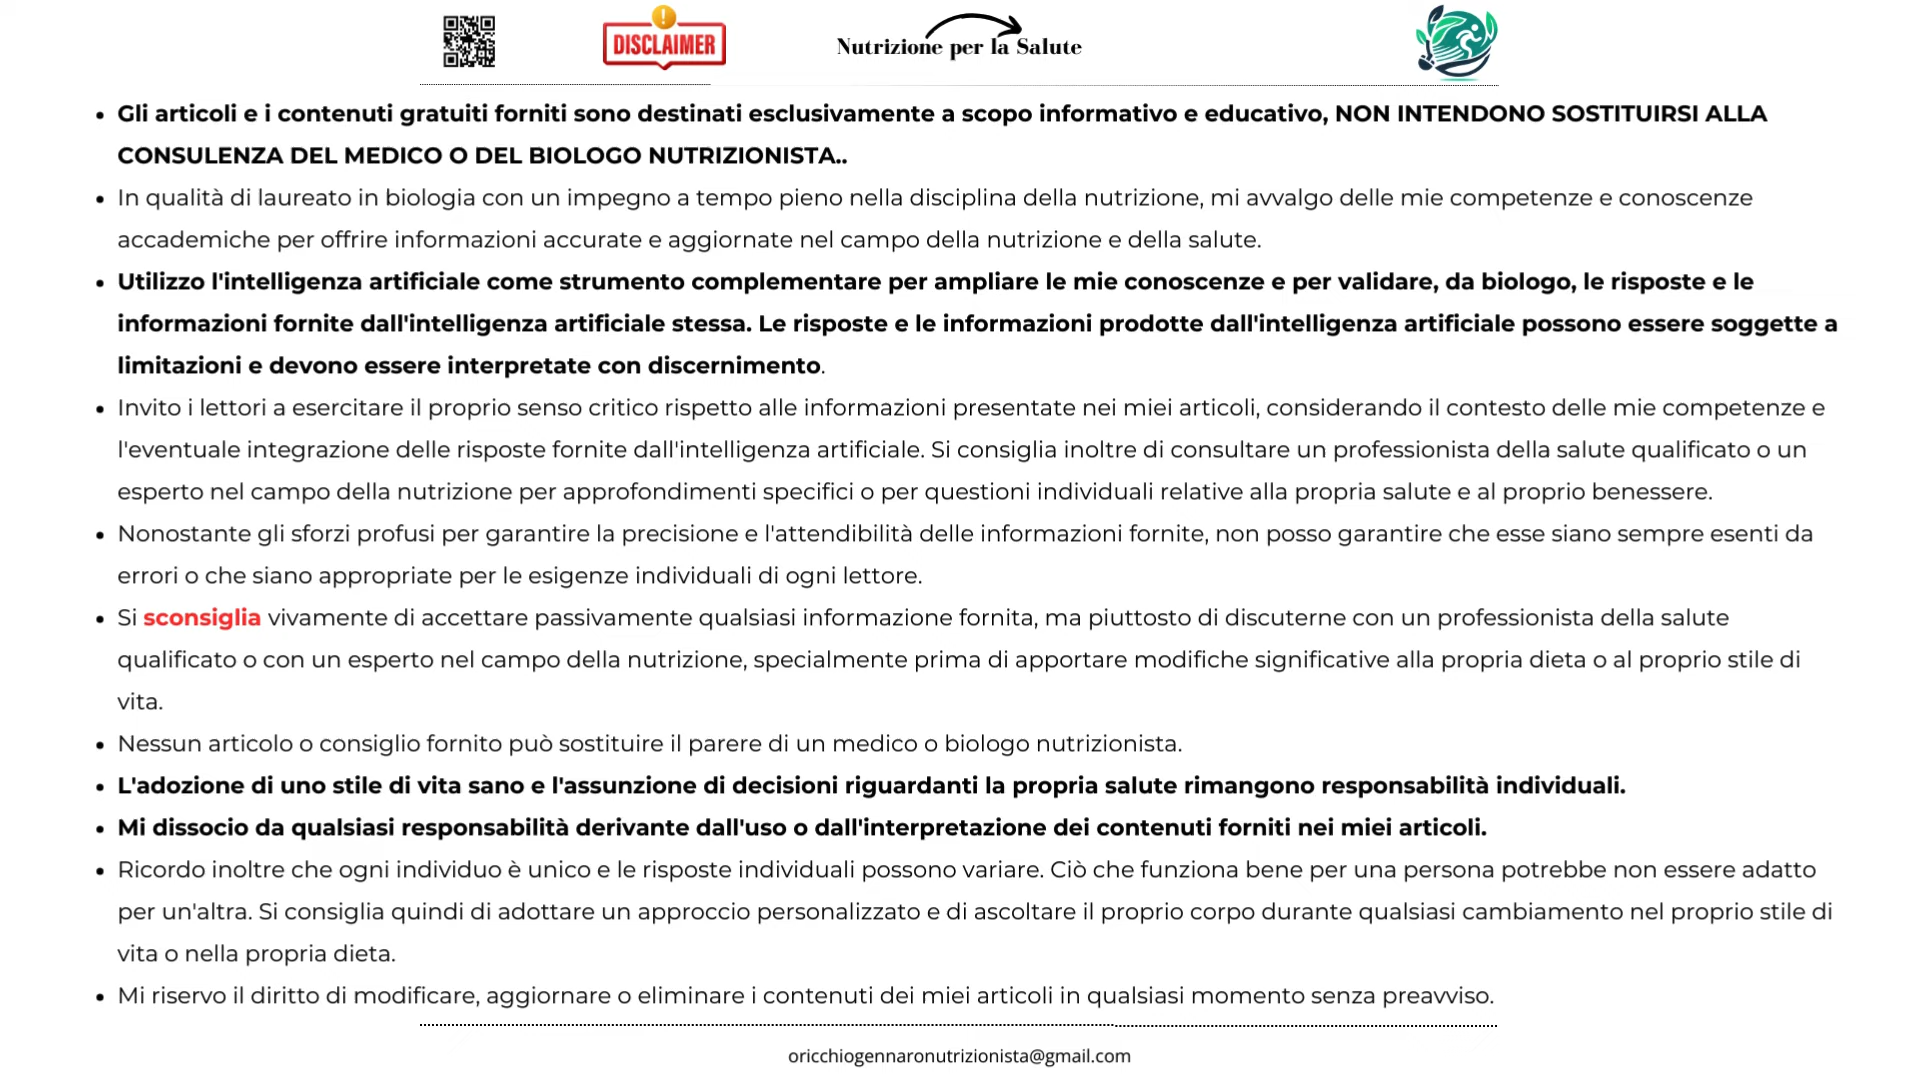 DISCLAIMER
Nutrizione per la Salute
Gli articoli e i contenuti gratuiti forniti sono destinati esclusivamente a scopo informativo e educativo, NON INTENDONO SOSTITUIRSI ALLA
CONSULENZA DEL MEDICO O DEL BIOLOGO NUTRIZIONISTA..
In qualità di laureato in biologia con un impegno a tempo pieno nella disciplina della nutrizione, mi avvalgo delle mie competenze e conoscenze
accademiche per offrire informazioni accurate e aggiornate nel campo della nutrizione e della salute.
Utilizzo l'intelligenza artificiale come strumento complementare per ampliare le mie conoscenze e per validare, da biologo, le risposte e le
informazioni fornite dall'intelligenza artificiale stessa. Le risposte e le informazioni prodotte dall'intelligenza artificiale possono essere soggette a
limitazioni e devono essere interpretate con discernimento.
Invito i lettori a esercitare il proprio senso critico rispetto alle informazioni presentate nei miei articoli, considerando il contesto delle mie competenze e
l'eventuale integrazione delle risposte fornite dall'intelligenza artificiale. Si consiglia inoltre di consultare un professionista della salute qualificato o un
esperto nel campo della nutrizione per approfondimenti specifici o per questioni individuali relative alla propria salute e al proprio benessere.
Nonostante gli sforzi profusi per garantire la precisione e l'attendibilità delle informazioni fornite, non posso garantire che esse siano sempre esenti da
errori o che siano appropriate per le esigenze individuali di ogni lettore.
Si sconsiglia vivamente di accettare passivamente qualsiasi informazione fornita, ma piuttosto di discuterne con un professionista della salute
qualificato o con un esperto nel campo della nutrizione, specialmente prima di apportare modifiche significative alla propria dieta o al proprio stile di
vita.
Nessun articolo o consiglio fornito può sostituire il parere di un medico o biologo nutrizionista.
L'adozione di uno stile di vita sano e l'assunzione di decisioni riguardanti la propria salute rimangono responsabilità individuali.
Mi dissocio da qualsiasi responsabilità derivante dall'uso o dall'interpretazione dei contenuti forniti nei miei articoli.
Ricordo inoltre che ogni individuo è unico e le risposte individuali possono variare. Ciò che funziona bene per una persona potrebbe non essere adatto
per un'altra. Si consiglia quindi di adottare un approccio personalizzato e di ascoltare il proprio corpo durante qualsiasi cambiamento nel proprio stile di
vita o nella propria dieta.
Mi riservo il diritto di modificare, aggiornare o eliminare i contenuti dei miei articoli in qualsiasi momento senza preavviso.
oricchiogennaronutrizionista@gmail.com